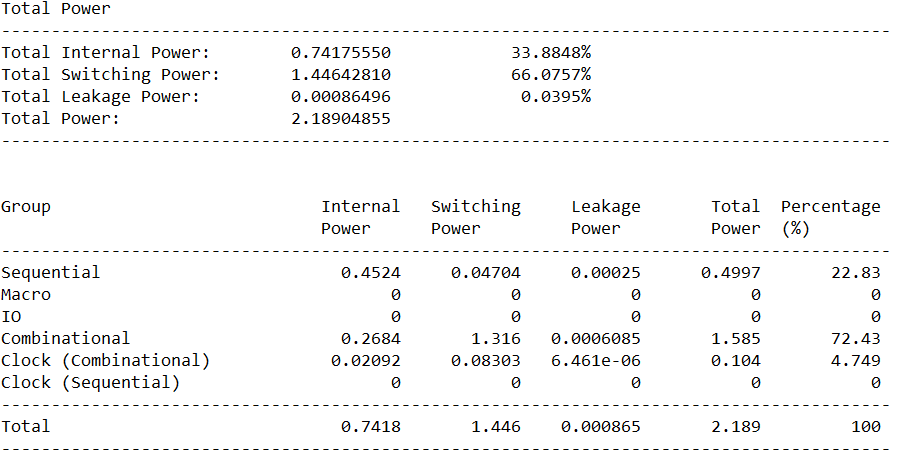 Total Power
-----------------------------------------------------------------------------------------
Total Internal Power:        0.74175550            33.8848%
Total Switching Power:       1.44642810            66.0757%
Total Leakage Power:         0.00086496             0.0395%
Total Power:                 2.18904855
-----------------------------------------------------------------------------------------
Group                           Internal   Switching     Leakage       Total  Percentage
                                Power      Power         Power         Power  (%)
-----------------------------------------------------------------------------------------
Sequential                        0.4524     0.04704     0.00025      0.4997       22.83
Macro                                  0           0           0           0           0
IO                                     0           0           0           0           0
Combinational                     0.2684       1.316   0.0006085       1.585       72.43
Clock (Combinational)            0.02092     0.08303   6.461e-06       0.104       4.749
Clock (Sequential)                     0           0           0           0           0
-----------------------------------------------------------------------------------------
Total                             0.7418       1.446    0.000865       2.189         100
-----------------------------------------------------------------------------------------